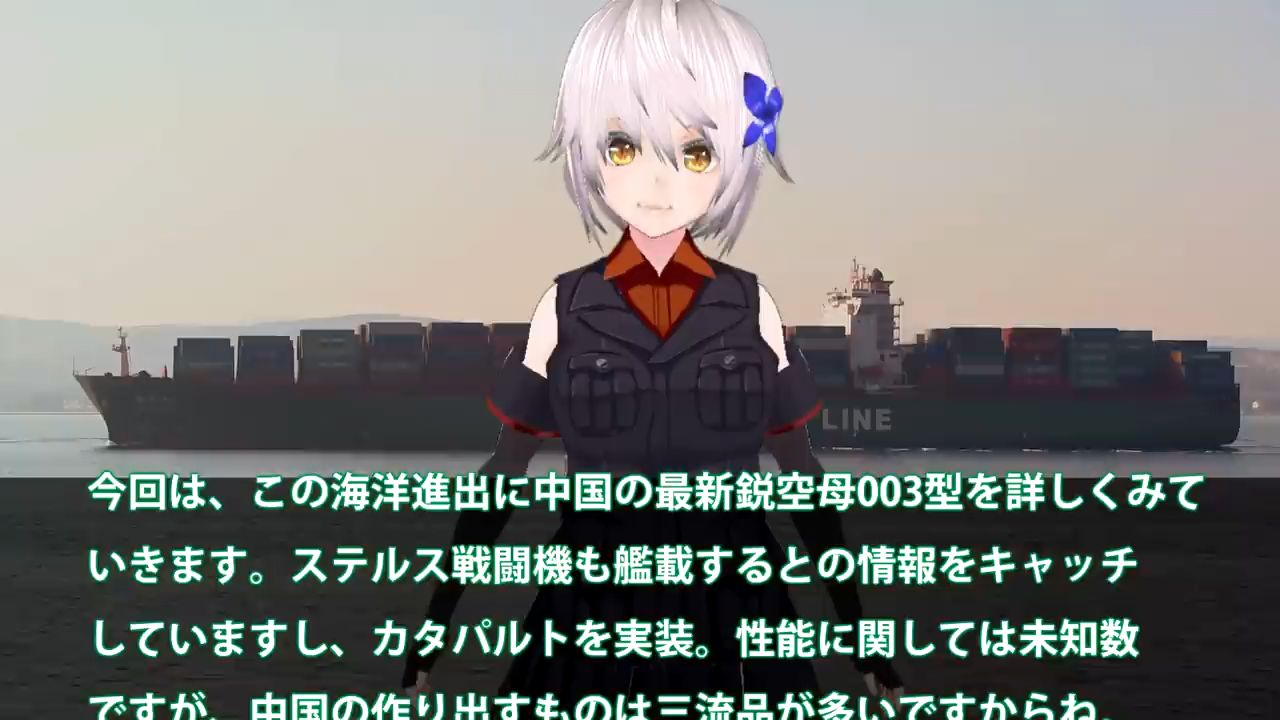 LINE
今回は、この海洋進出に中国の最新鋭空母003型を詳しくみて
いきます。ステルス戦闘機も艦載するとの情報をキャッチ
していますし、カタパルトを実装。性能に関しては未知数
ですが、中国の作り出すものは三流品が多いですからね。